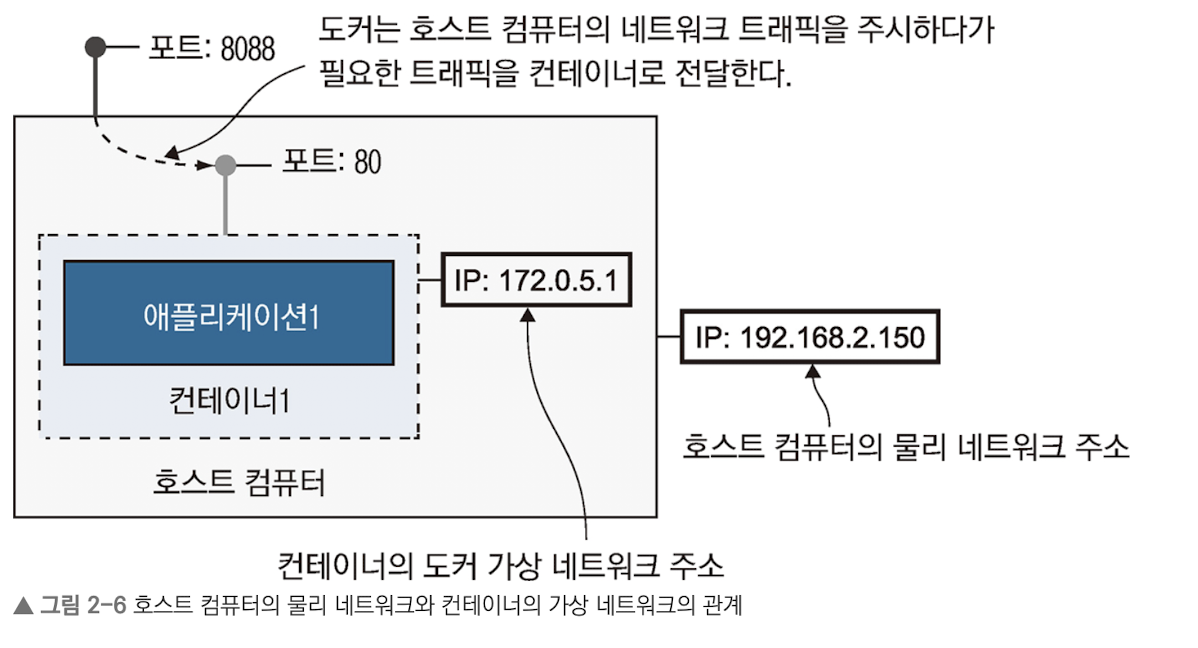 포트: 8088
도커는 호스트 컴퓨터의 네트워크 트래픽을 주시하다가
필요한 트래픽을 컨테이너로 전달한다.
포트: 80
IP: 172.0.5.1
애플리케이션1
IP: 192.168.2.150
컨테이너1
호스트 컴퓨터의 물리 네트워크 주소
호스트 컴퓨터
컨테이너의 도커 가상 네트워크 주소
▲ 그림 2-6 호스트 컴퓨터의 물리 네트워크와 컨테이너의 가상 네트워크의 관계